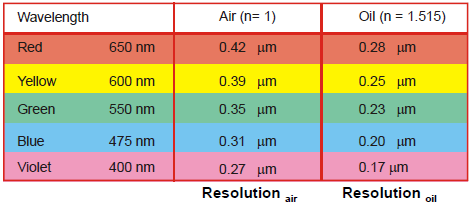 Wavelength Air (n= 1) Oil (n = 1.515)
Red 650 nm 0.42 μm 0.28 μm
Yellow 600 nm 0.39 μm 0.25 μm
Green 550 nm 0.35 μm 0.23 μm
Blue 475 nm 0.31 μm 0.20 μm
Violet 400 nm 0.27 μm 0.17 μm
Resolution air Resolution oil